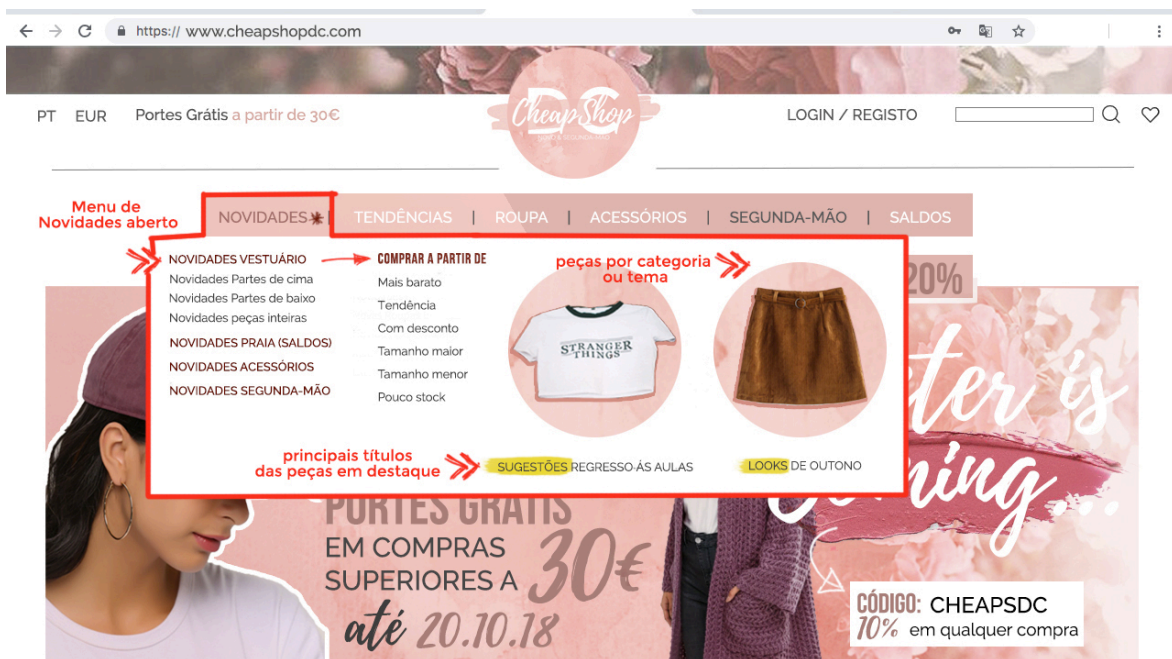 https:// www.cheapshopdc.com
PT EUR Portes Grátis a partir de 30€
DC
CheapShop
LOGIN / REGISTO
Menu de
Novidades aberto
NOVIDADES | TENDÊNCIAS | ROUPA | ACESSÓRIOS | SEGUNDA-MÃO | SALDOS
NOVIDADES VESTUÁRIO
Novidades Partes de cima
Novidades Partes de baixo
Novidades peças inteiras
NOVIDADES PRAIA (SALDOS)
NOVIDADES ACESSÓRIOS
NOVIDADES SEGUNDA-MÃO
COMPRAR A PARTIR DE
Mais barato
Tendência
Com desconto
Tamanho maior
Tamanho menor
Pouco stock
peças por categoria
ou tema
STRANGER
THINGS
principais títulos
das peças em destaque
SUGESTÕES REGRESSO-ÁS AULAS
LOOKS DE OUTONO
20%
is
PORTES GRÁTIS
EM COMPRAS
SUPERIORES A 30€
até 20.10.18
CÓDIGO: CHEAPSDC
10% em qualquer compra